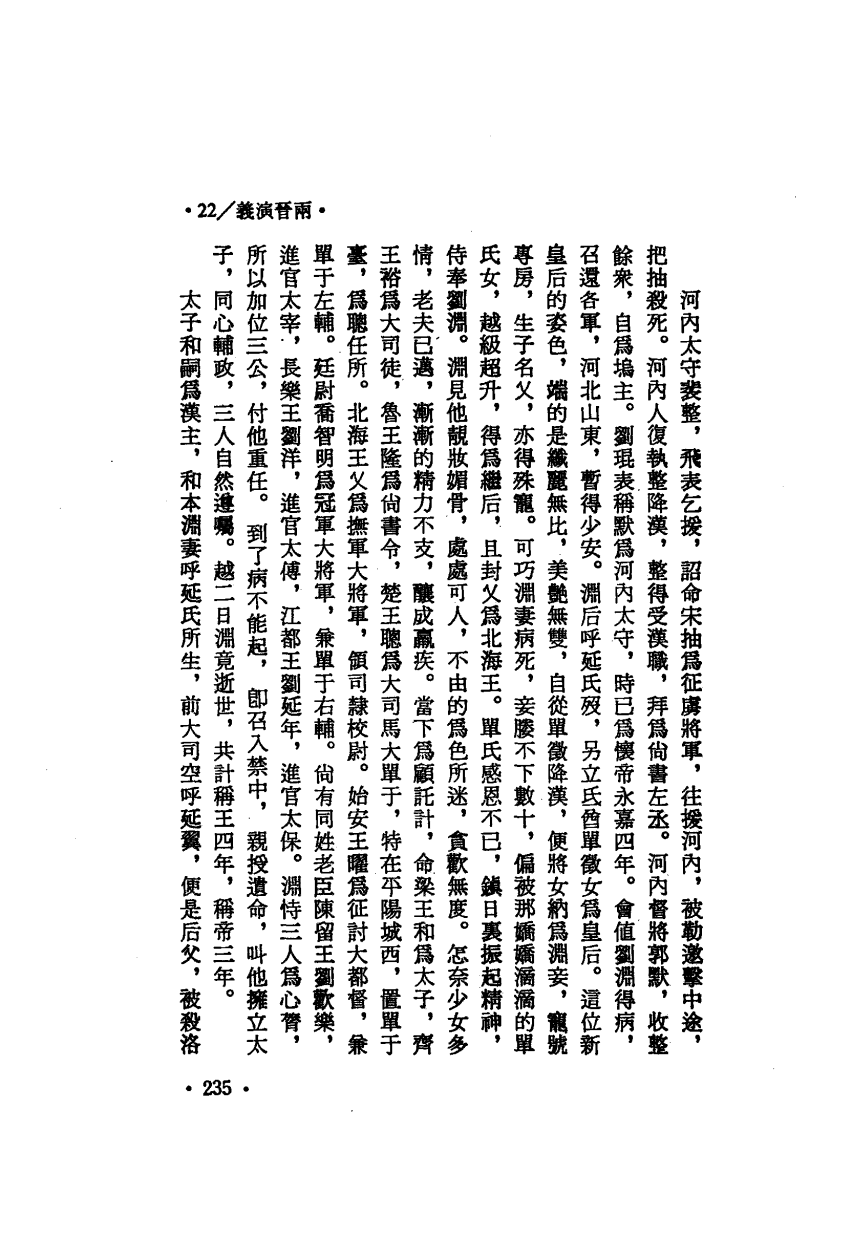 •22／義演晉兩•
河內太守裴整，飛表乞援，詔命宋抽爲征虜將軍，往援河內，被勒邀擊中途，
把抽殺死。河內人復執整降漢，整得受漢職，拜爲尙書左丞。河內督將郭默，收整
餘衆，自爲塢主。劉琨表稱默爲河內太守，時已爲懷帝永嘉四年。會値劉淵得病，
召還各軍，河北山東，暫得少安。淵后呼延氏歿，另立氐酋單徵女爲皇后。這位新
皇后的姿色，端的是纖麗無比，美艷無雙，自從單徵降漢，便將女納爲淵妾，寵號
專房，生子名乂，亦得殊寵。可巧淵妻病死，妾媵不下數十，偏被那嬌嬌滴滴的單
氏女，越級超升，得爲繼后，且封乂爲北海王。單氏感恩不已，鎭日裏振起精神，
侍奉劉淵。淵見他靚妝媚骨，處處可人，不由的爲色所迷，貪歡無度。怎奈少女多
情，老夫已邁，漸漸的精力不支，釀成羸疾。當下爲顧託計，命梁王和爲太子，齊
王裕爲大司徒，魯王隆爲尙書令，楚王聰爲大司馬大單于，特在平陽城西，置單于
臺，爲聰任所。北海王乂爲撫軍大將軍，領司隸校尉。始安王曜爲征討大都督，兼
單于左輔。廷尉喬智明爲冠軍大將軍，兼單于右輔。尙有同姓老臣陳留王劉歡樂，
進官太宰，長樂王劉洋，進官太傅，江都王劉延年，進官太保。淵恃三人爲心膂，
所以加位三公，付他重任。到了病不能起，卽召入禁中，親授遺命，叫他擁立太
子，同心輔政，三人自然遵囑。越二日淵竟逝世，共計稱王四年，稱帝三年。
太子和嗣爲漢主，和本淵妻呼延氏所生，前大司空呼延翼，便是后父，被殺洛
•235•